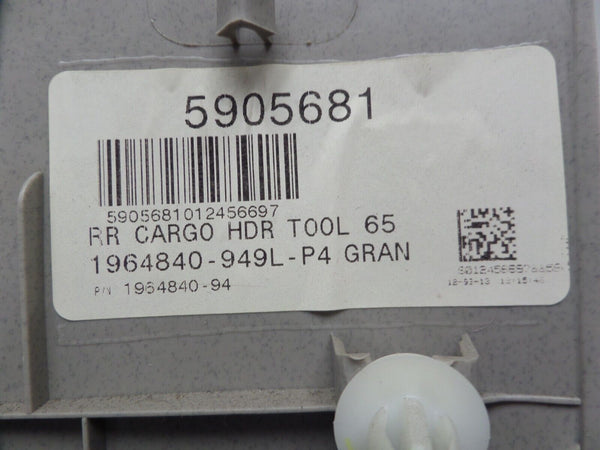 5905681
5905681012456697
RR CARGO HDR TOOL 65
1964840-949L-P4 GRAN
P/N 1964840-94